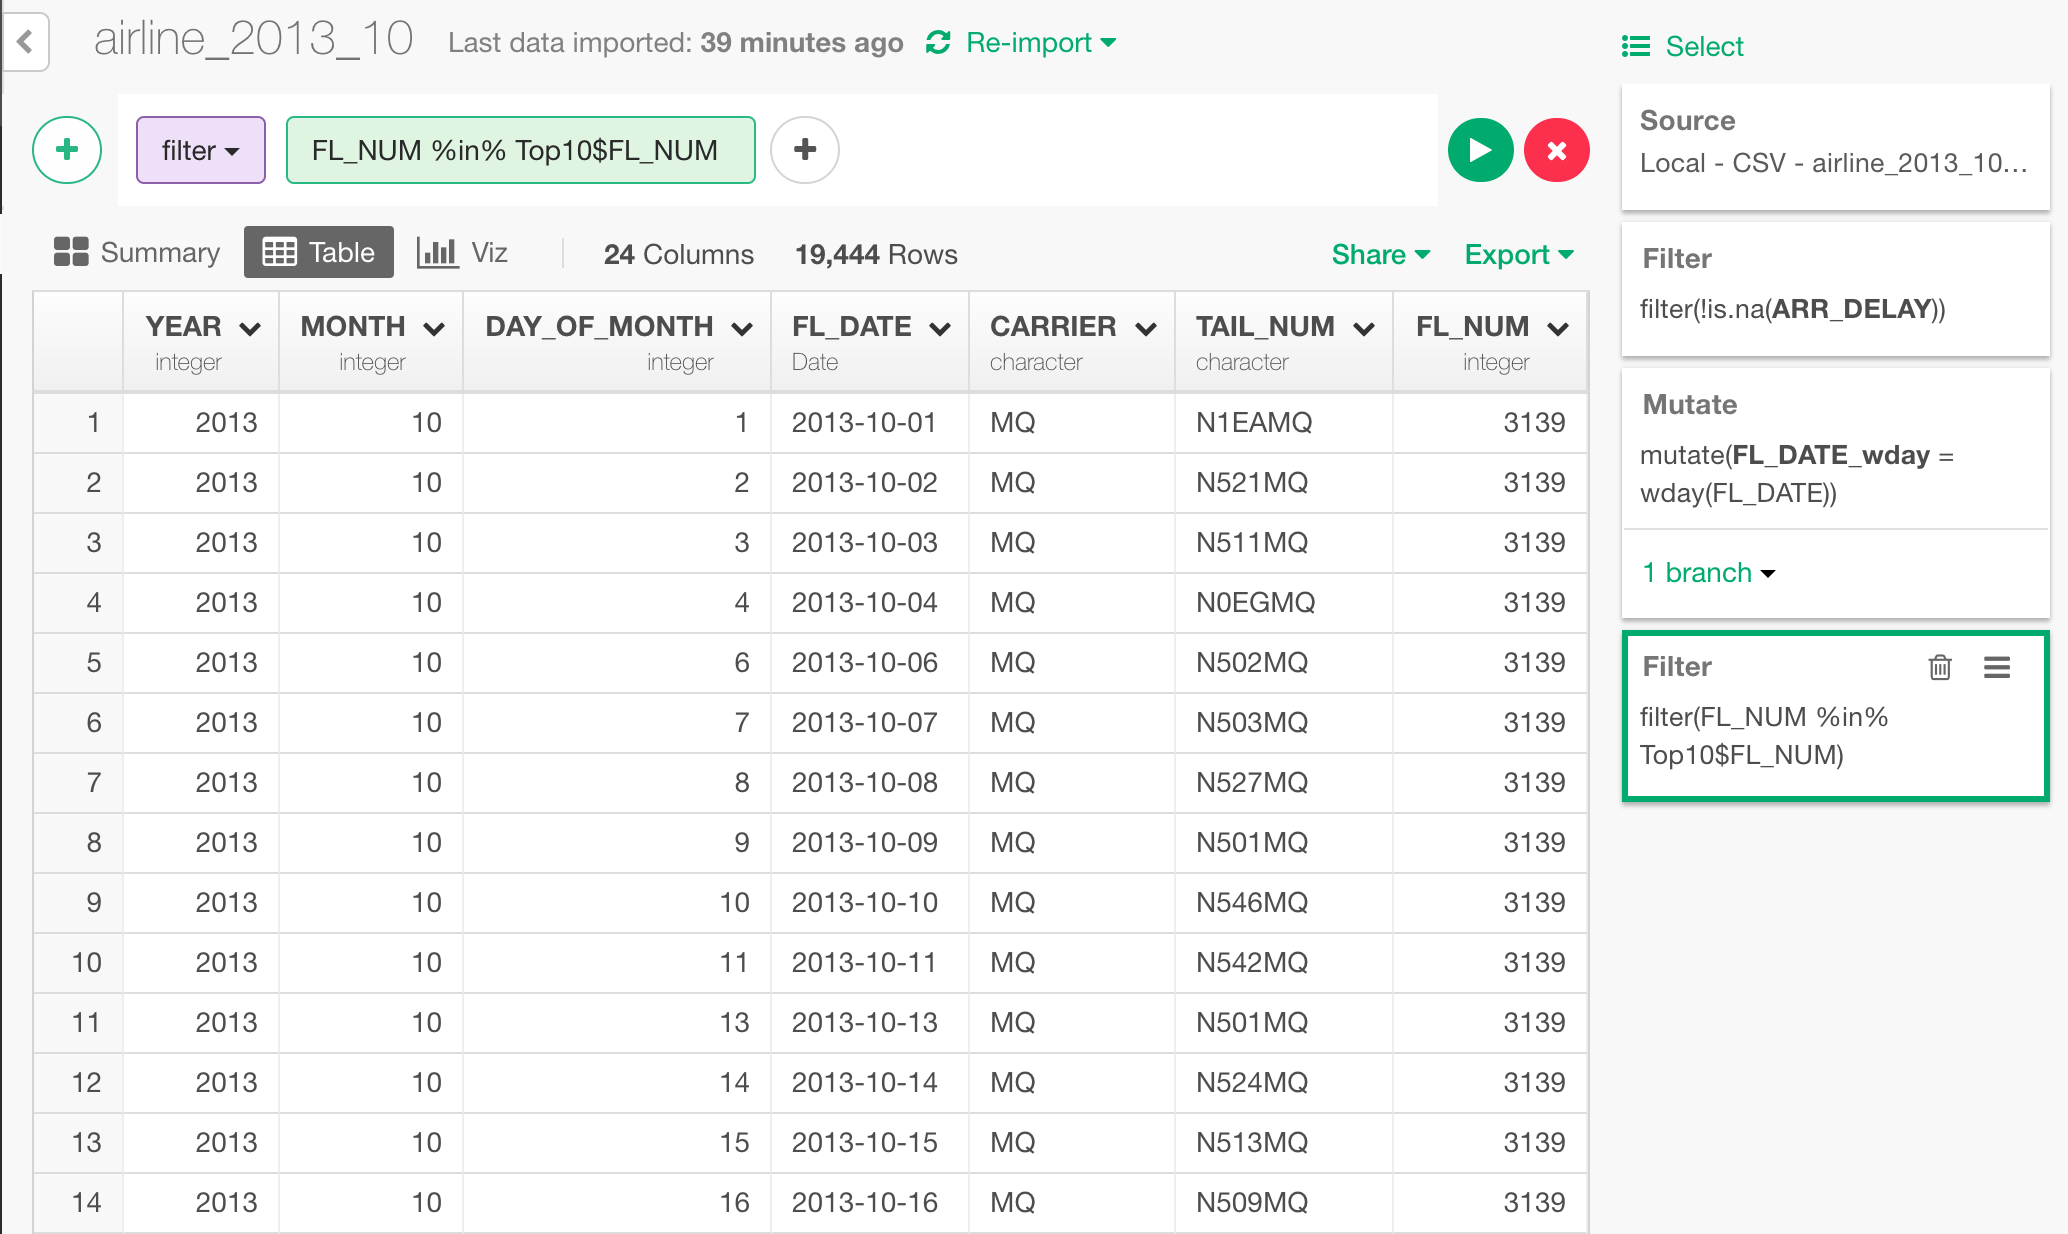 airline_2013_10 Last data imported: 39 minutes ago Re-import
filter FL_NUM %in% Top10$FL_NUM
Summary Table Viz 24 Columns 19,444 Rows Share Export
YEAR MONTH DAY_OF_MONTH FL_DATE CARRIER TAIL_NUM FL_NUM
integer integer integer Date character character integer
1 2013 10 1 2013-10-01 MQ N1EAMQ 3139
2 2013 10 2 2013-10-02 MQ N521MQ 3139
3 2013 10 3 2013-10-03 MQ N511MQ 3139
4 2013 10 4 2013-10-04 MQ N0EGMQ 3139
5 2013 10 6 2013-10-06 MQ N502MQ 3139
6 2013 10 7 2013-10-07 MQ N503MQ 3139
7 2013 10 8 2013-10-08 MQ N527MQ 3139
8 2013 10 9 2013-10-09 MQ N501MQ 3139
9 2013 10 10 2013-10-10 MQ N546MQ 3139
10 2013 10 11 2013-10-11 MQ N542MQ 3139
11 2013 10 13 2013-10-13 MQ N501MQ 3139
12 2013 10 14 2013-10-14 MQ N524MQ 3139
13 2013 10 15 2013-10-15 MQ N513MQ 3139
14 2013 10 16 2013-10-16 MQ N509MQ 3139
Select
Source
Local - CSV - airline_2013_10...
Filter
filter(!is.na(ARR_DELAY))
Mutate
mutate(FL_DATE_wday =
wday(FL_DATE))
1 branch
Filter
filter(FL_NUM %in%
Top10$FL_NUM)